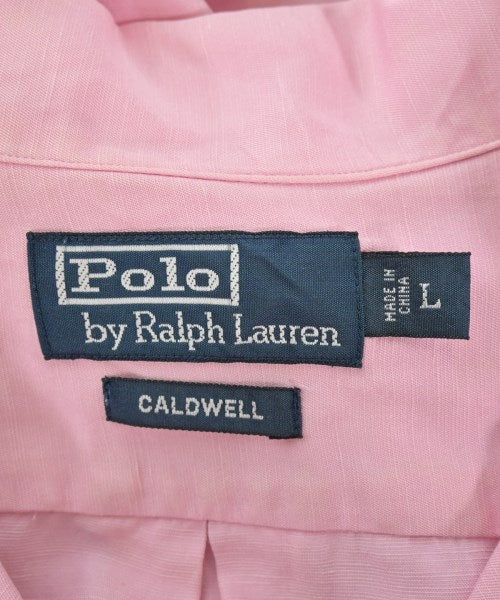 Polo
by Ralph Lauren
MADE IN
CHINA
L
CALDWELL